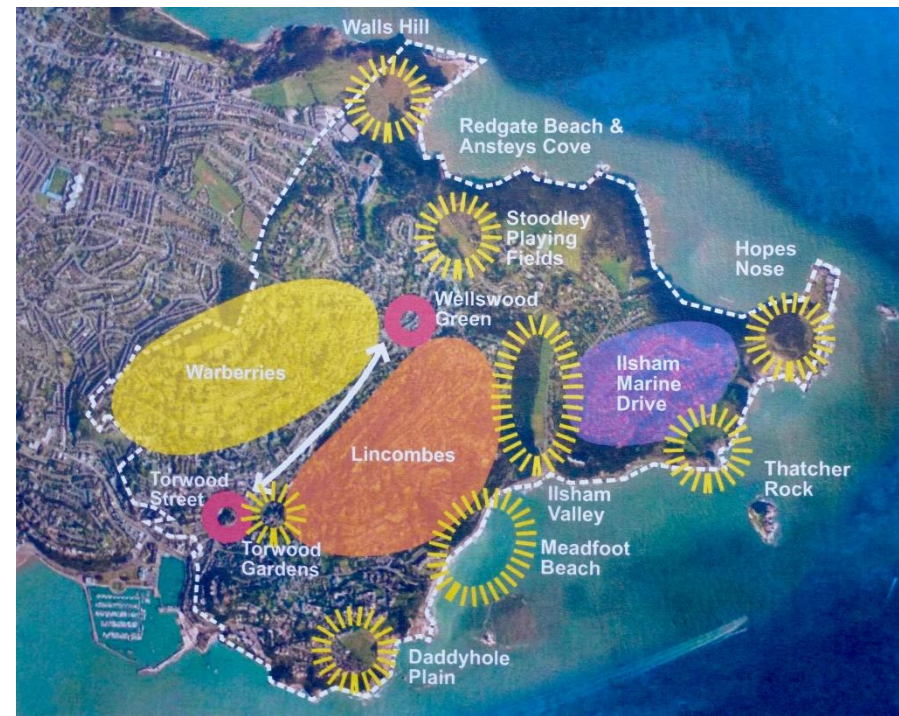 Walls Hill
Redgate Beach &
Ansteys Cove
Stoodley
Playing
Fields
Hopes
Nose
Wellswood
Green
Warberries
Ilsham
Marine
Drive
Lincombes
Torwood
Street
Thatcher
Rock
Ilsham
Valley
Torwood
Gardens
Meadfoot
Beach
Daddyhole
Plain